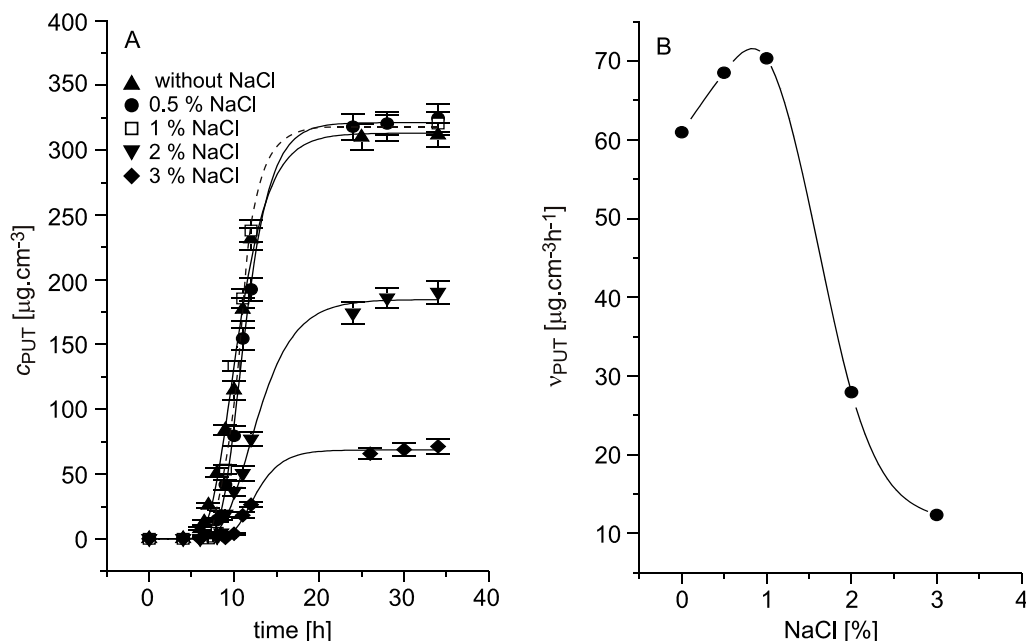 A
without NaCl
0.5 % NaCl
1 % NaCl
2 % NaCl
3 % NaCl
400
350
300
250
200
150
100
50
0
cPUT [µg.cm-3]
0 10 20 30 40
time [h]
B
70
60
50
40
30
20
10
νPUT [µg.cm-3h-1]
0 1 2 3 4
NaCl [%]